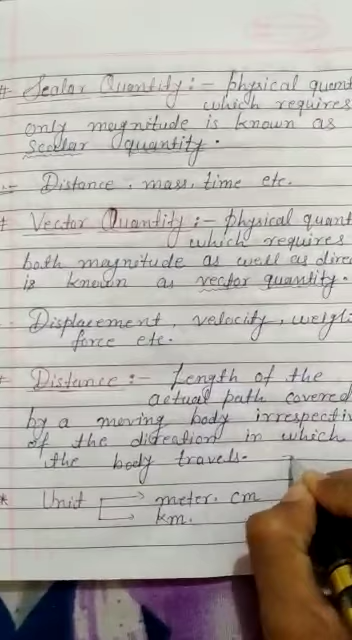 # Scalar Quantity :- physical quant
which requires
only magnitude is known as
scalar quantity.
:- Distance, mass, time etc.
Vector Quantity :- physical quant
which requires
both magnitude as well as dire
is known as vector quantity.
Displacement, velocity, weigh
force etc.
Distance :- Length of the
actual path covered
by a moving body irrespecti
of the direation in which
the body travels.
* Unit → meter. cm
→ km.